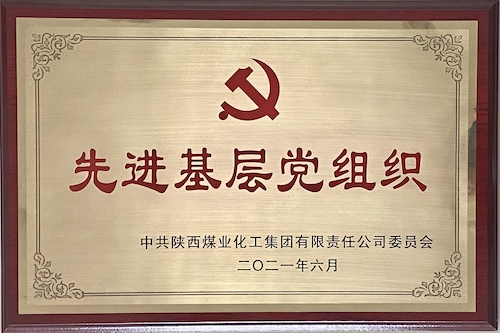 先进基层党组织
中共陕西煤业化工集团有限责任公司委员会
二〇二一年六月